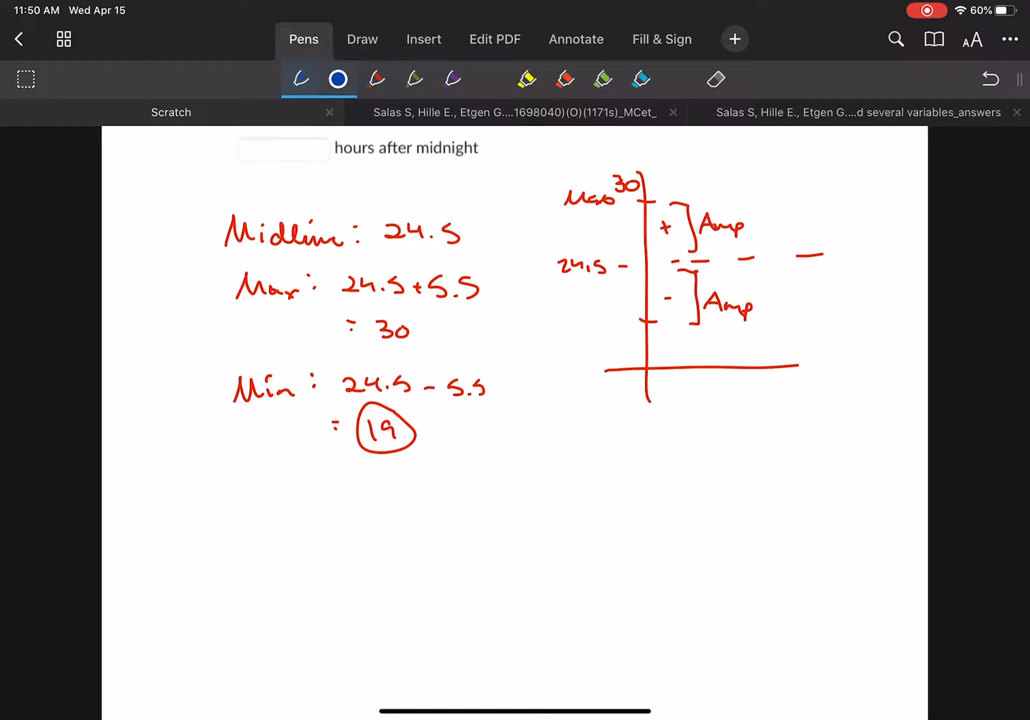 11:50 AM Wed Apr 15
60%
Pens Draw Insert Edit PDF Annotate Fill & Sign
Scratch
Salas S, Hille E., Etgen G....1698040)(O)(1171s)_MCet_
Salas S, Hille E., Etgen G....d several variables_answers
hours after midnight
Midline: 24.5
Max: 24.5+5.5
= 30
Min: 24.5 - 5.5
= 19
Max 30
+ Amp
24.5
- Amp